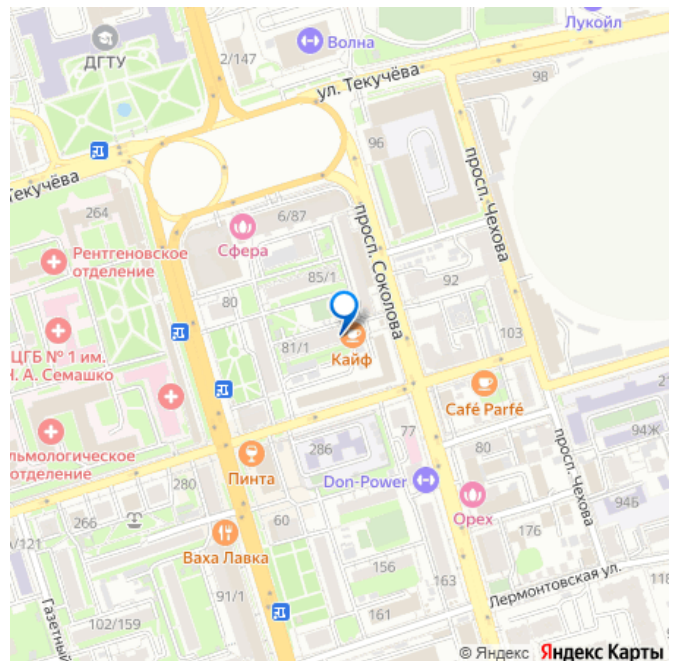 Лукойл
ДГТУ
2/147
Волна
ул. Текучёва
98
96
Текучёва
264
6/87
Сфера
просп. Чехова
просп. Соколова
Рентгеновское
отделение
85/1
92
80
103
ЦГБ № 1 им.
Н. А. Семашко
81/1
Кайф
Café Parfé
94Ж
77
286
80
просп. Чехова
отделение
Пинта
280
Don-Power
Орех
94Б
266
60
176
Ваха Лавка
156
163
Лермонтовская ул.
91/1
161
102/159
Газетный
© Яндекс Яндекс Карты